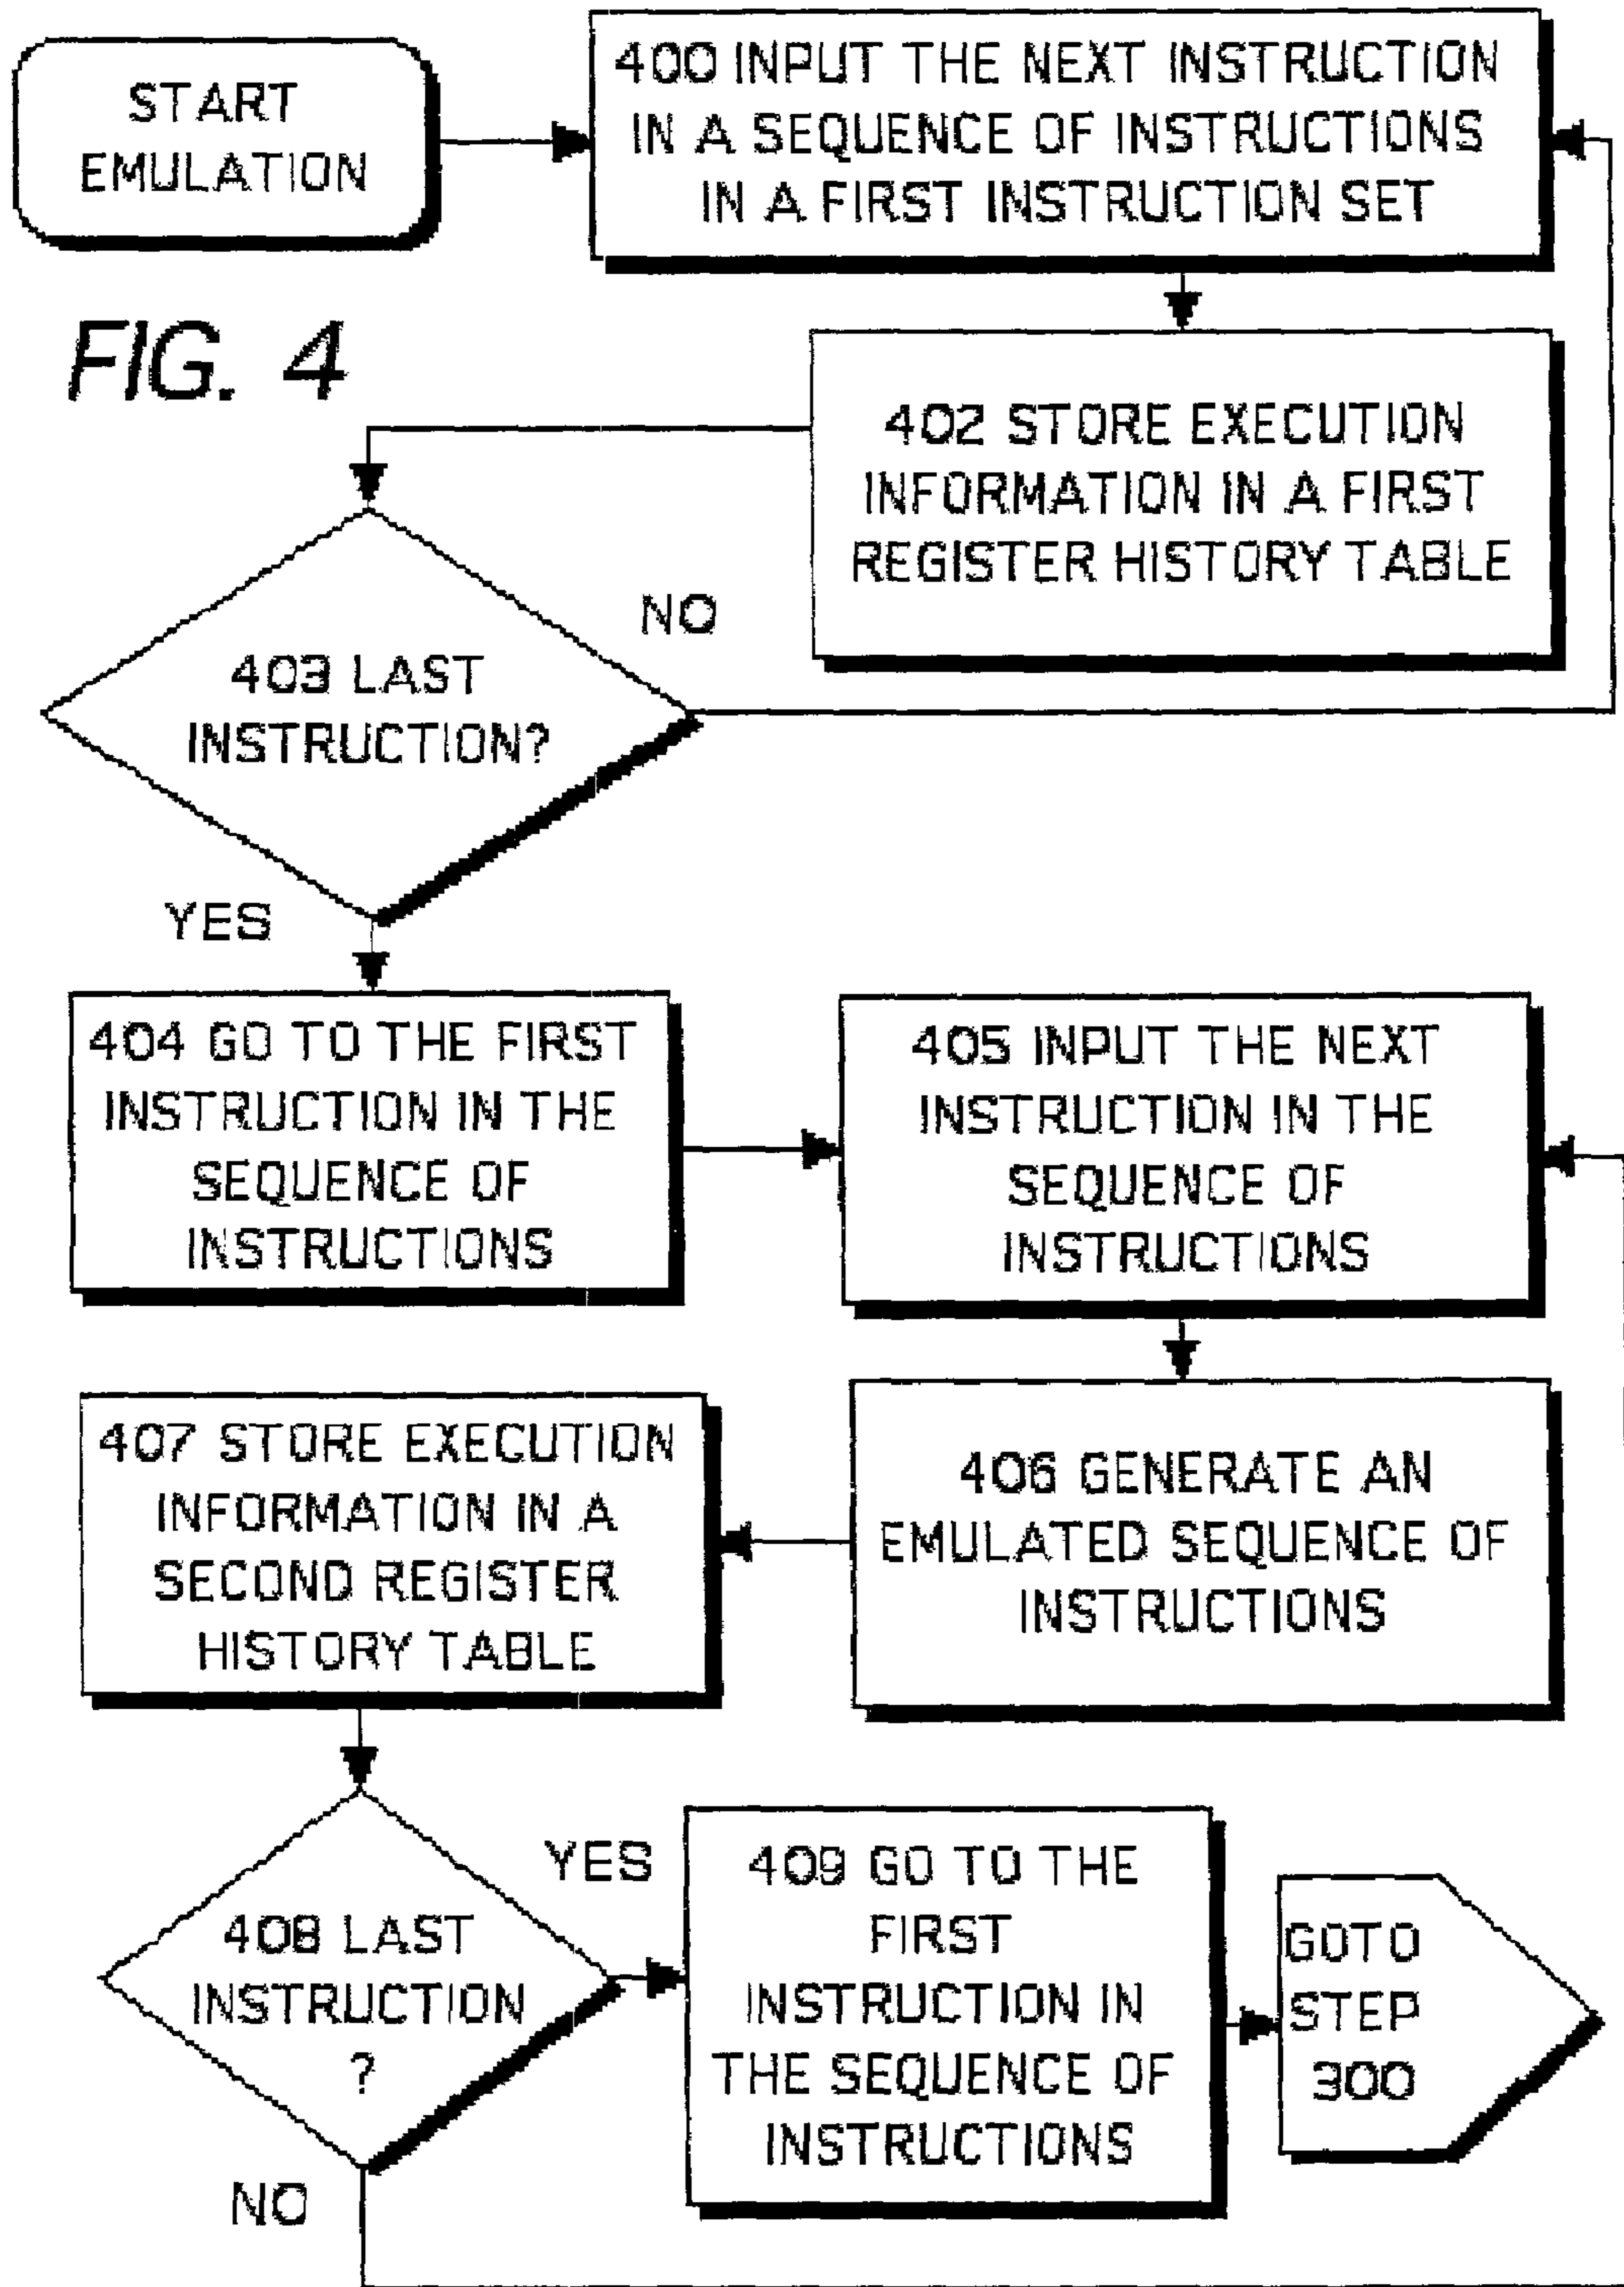 START
EMULATION
400 INPUT THE NEXT INSTRUCTION
IN A SEQUENCE OF INSTRUCTIONS
IN A FIRST INSTRUCTION SET
FIG. 4
402 STORE EXECUTION
INFORMATION IN A FIRST
REGISTER HISTORY TABLE
NO
403 LAST
INSTRUCTION?
YES
404 GO TO THE FIRST
INSTRUCTION IN THE
SEQUENCE OF
INSTRUCTIONS
405 INPUT THE NEXT
INSTRUCTION IN THE
SEQUENCE OF
INSTRUCTIONS
406 GENERATE AN
EMULATED SEQUENCE OF
INSTRUCTIONS
407 STORE EXECUTION
INFORMATION IN A
SECOND REGISTER
HISTORY TABLE
408 LAST
INSTRUCTION
?
YES
NO
409 GO TO THE
FIRST
INSTRUCTION IN
THE SEQUENCE OF
INSTRUCTIONS
GOTO
STEP
300